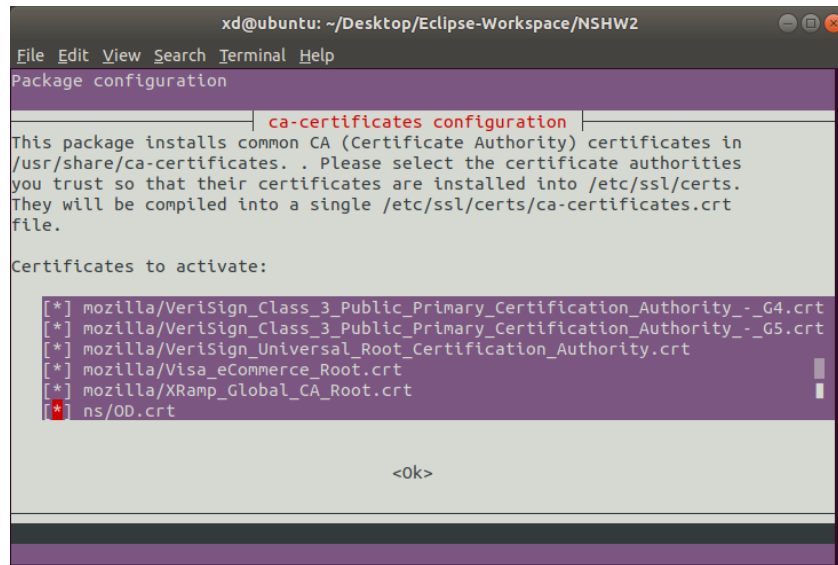 xd@ubuntu: ~/Desktop/Eclipse-Workspace/NSHW2
File Edit View Search Terminal Help
Package configuration
ca-certificates configuration
This package installs common CA (Certificate Authority) certificates in
/usr/share/ca-certificates. . Please select the certificate authorities
you trust so that their certificates are installed into /etc/ssl/certs.
They will be compiled into a single /etc/ssl/certs/ca-certificates.crt
file.
Certificates to activate:
[*] mozilla/VeriSign_Class_3_Public_Primary_Certification_Authority_-_G4.crt
[*] mozilla/VeriSign_Class_3_Public_Primary_Certification_Authority_-_G5.crt
[*] mozilla/VeriSign_Universal_Root_Certification_Authority.crt
[*] mozilla/Visa_eCommerce_Root.crt
[*] mozilla/XRamp_Global_CA_Root.crt
[*] ns/OD.crt
<Ok>